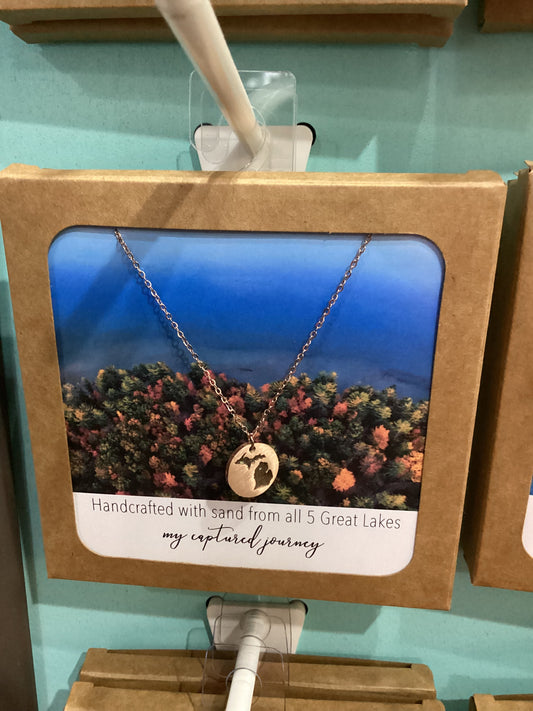 Handcrafted with sand from all 5 Great Lakes
my captured journey